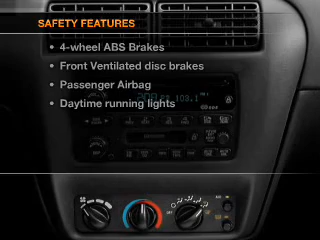 SAFETY FEATURES
• 4-wheel ABS Brakes
• Front Ventilated disc brakes
• Passenger Airbag
• Daytime running lights